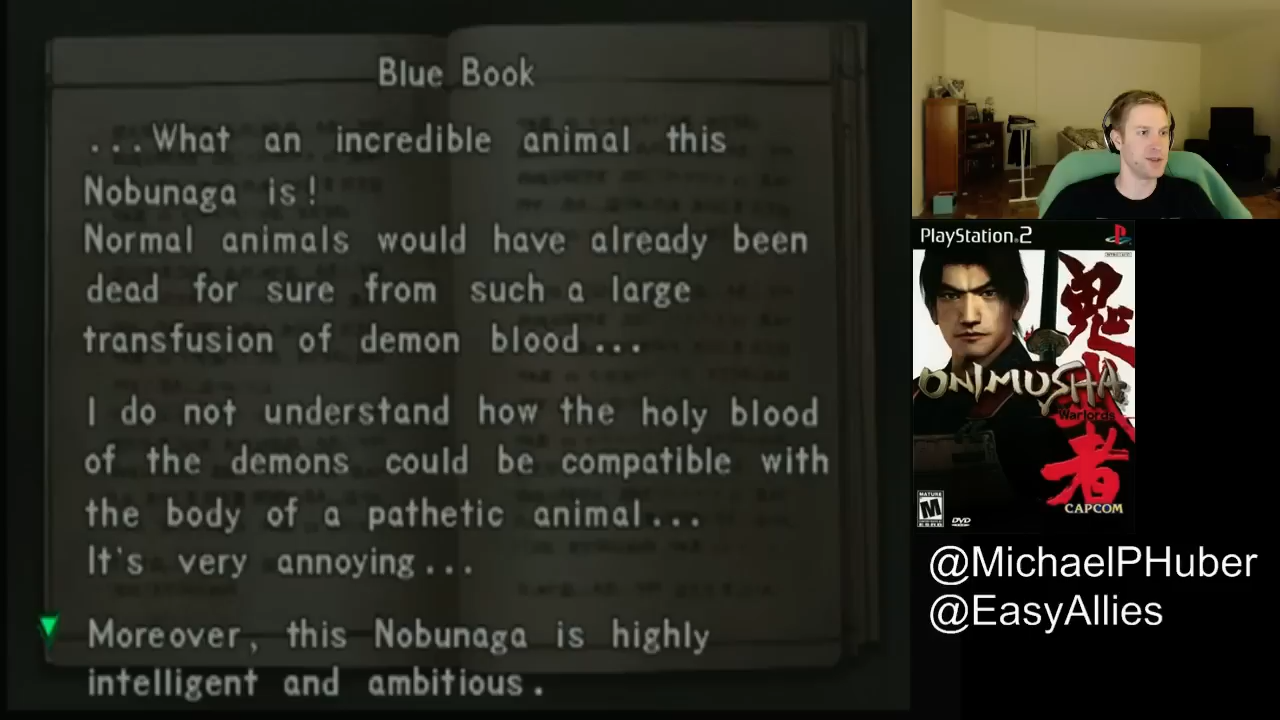 Blue Book
...What an incredible animal this
Nobunaga is!
Normal animals would have already been
dead for sure from such a large
transfusion of demon blood...
I do not understand how the holy blood
of the demons could be compatible with
the body of a pathetic animal...
It's very annoying...
Moreover, this Nobunaga is highly
intelligent and ambitious.
PlayStation.2
鬼武者
ONIMUSHA
Warlords
MATURE
M
DVD
CAPCOM
@MichaelPHuber
@EasyAllies